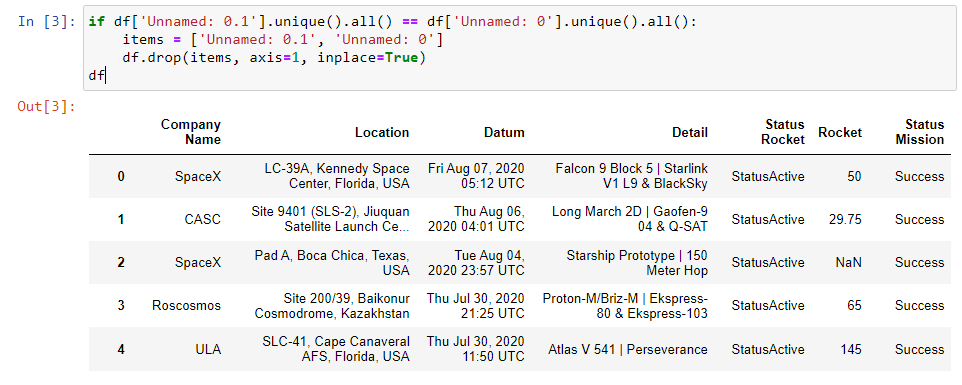 In [3]: if df['Unnamed: 0.1'].unique().all() == df['Unnamed: 0'].unique().all():
    items = ['Unnamed: 0.1', 'Unnamed: 0']
    df.drop(items, axis=1, inplace=True)
df
Out[3]:
Company Name Location Datum Detail Status Rocket Rocket Status Mission
0 SpaceX LC-39A, Kennedy Space Center, Florida, USA Fri Aug 07, 2020 05:12 UTC Falcon 9 Block 5 | Starlink V1 L9 & BlackSky StatusActive 50 Success
1 CASC Site 9401 (SLS-2), Jiuquan Satellite Launch Ce... Thu Aug 06, 2020 04:01 UTC Long March 2D | Gaofen-9 04 & Q-SAT StatusActive 29.75 Success
2 SpaceX Pad A, Boca Chica, Texas, USA Tue Aug 04, 2020 23:57 UTC Starship Prototype | 150 Meter Hop StatusActive NaN Success
3 Roscosmos Site 200/39, Baikonur Cosmodrome, Kazakhstan Thu Jul 30, 2020 21:25 UTC Proton-M/Briz-M | Ekspress-80 & Ekspress-103 StatusActive 65 Success
4 ULA SLC-41, Cape Canaveral AFS, Florida, USA Thu Jul 30, 2020 11:50 UTC Atlas V 541 | Perseverance StatusActive 145 Success